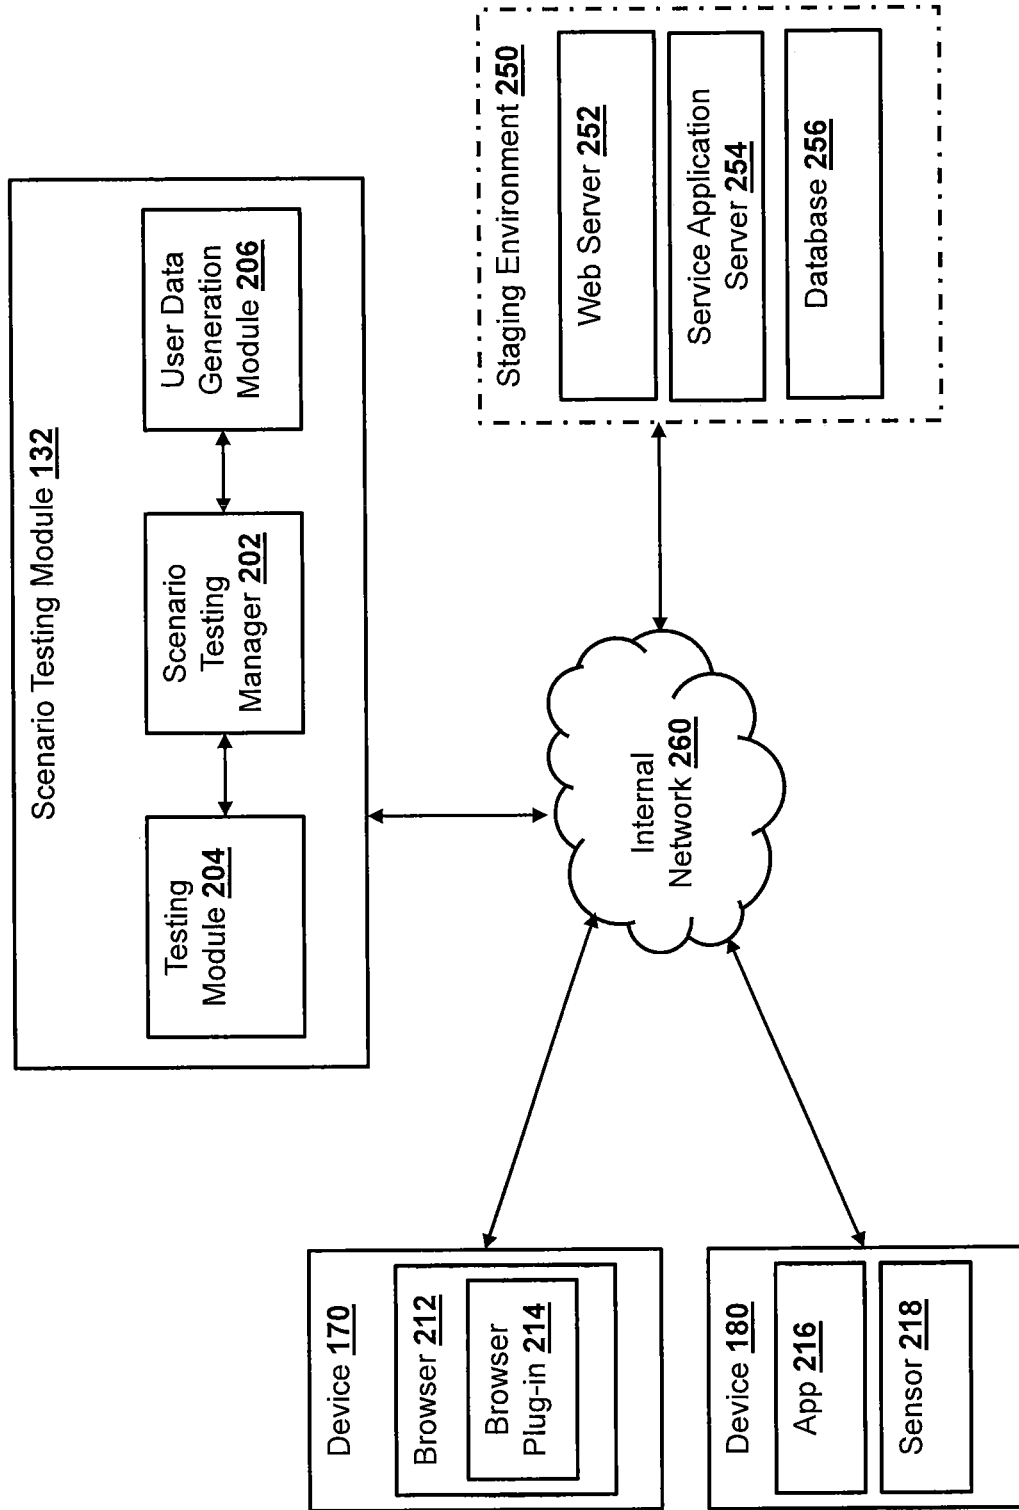 Scenario Testing Module 132
Testing
Module 204
Scenario
Testing
Manager 202
User Data
Generation
Module 206
Device 170
Browser 212
Browser
Plug-in 214
Internal
Network 260
Staging Environment 250
Web Server 252
Service Application
Server 254
Database 256
Device 180
App 216
Sensor 218